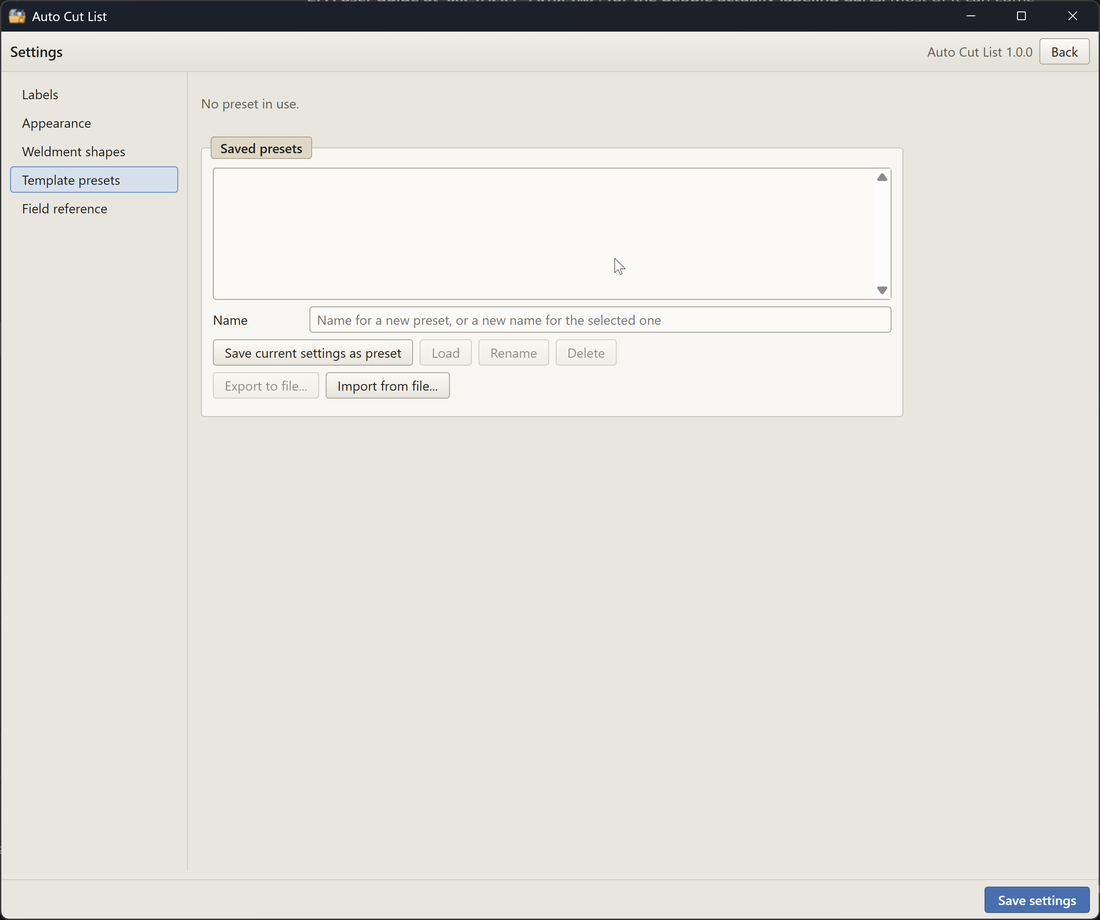 Auto Cut List
Settings
Auto Cut List 1.0.0
Back
Labels
Appearance
Weldment shapes
Template presets
Field reference
No preset in use.
Saved presets
Name
Name for a new preset, or a new name for the selected one
Save current settings as preset
Load
Rename
Delete
Export to file...
Import from file...
Save settings